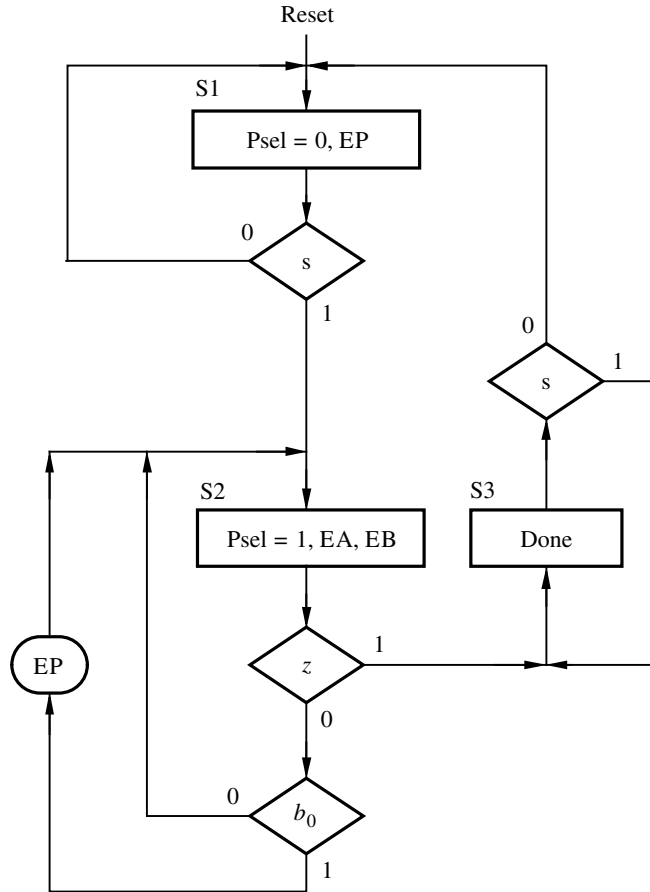 Reset
S1
Psel = 0, EP
0
s
1
0
1
s
S2
S3
Psel = 1, EA, EB
Done
1
EP
z
0
0
b0
1